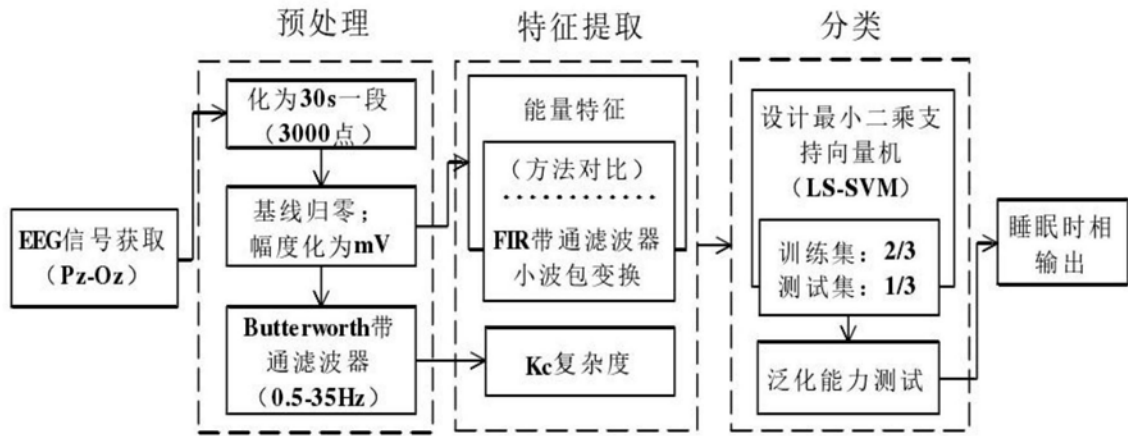 预处理
特征提取
分类
EEG信号获取
（Pz-Oz）
化为30s一段
（3000点）
基线归零；
幅度化为mV
Butterworth带
通滤波器
（0.5-35Hz）
能量特征
（方法对比）
FIR带通滤波器
小波包变换
Kc复杂度
设计最小二乘支
持向量机
（LS-SVM）
训练集：2/3
测试集：1/3
泛化能力测试
睡眠时相
输出